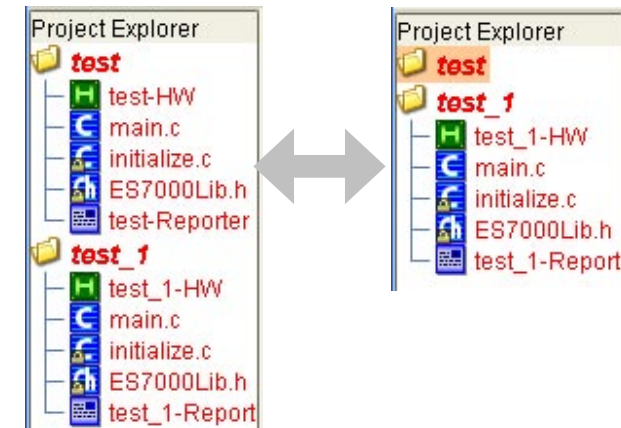 Project Explorer
test
test-HW
main.c
initialize.c
ES7000Lib.h
test-Reporter
test_1
test_1-HW
main.c
initialize.c
ES7000Lib.h
test_1-Report
Project Explorer
test
test_1
test_1-HW
main.c
initialize.c
ES7000Lib.h
test_1-Report